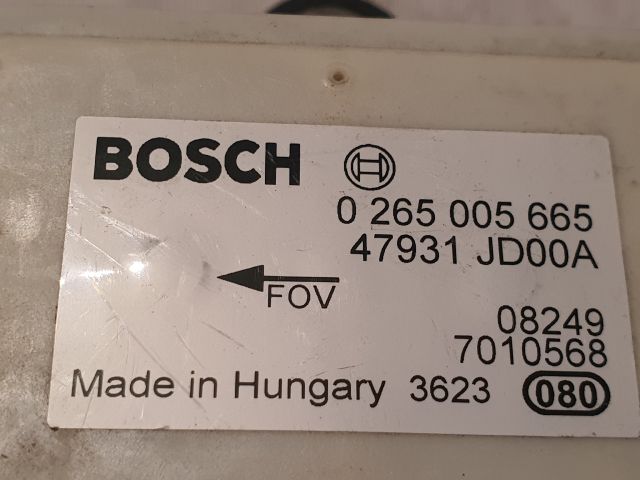 BOSCH
0 265 005 665
47931 JD00A
FOV
08249
7010568
Made in Hungary 3623 080